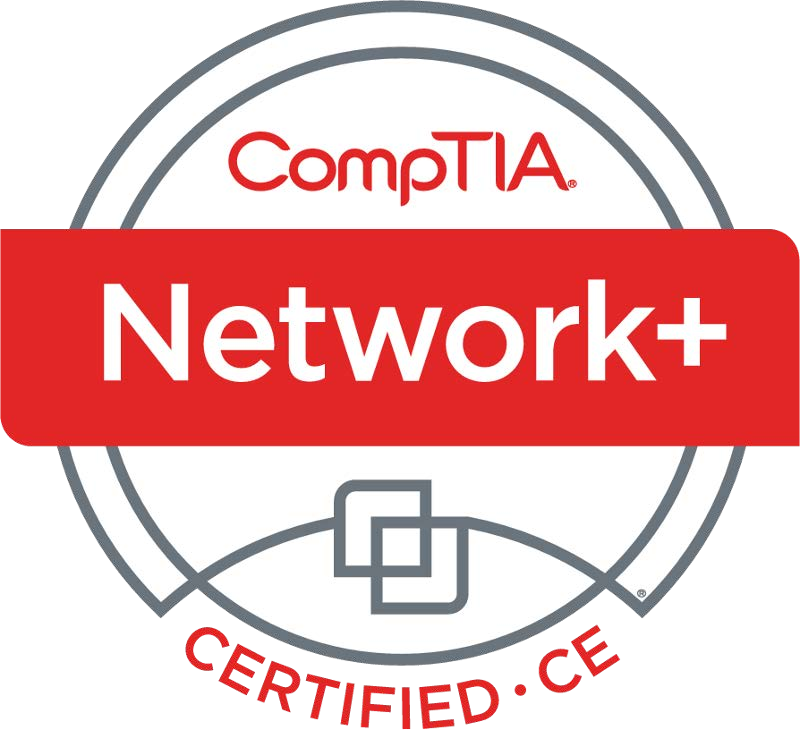 CompTIA®
Network+
®
CERTIFIED • CE